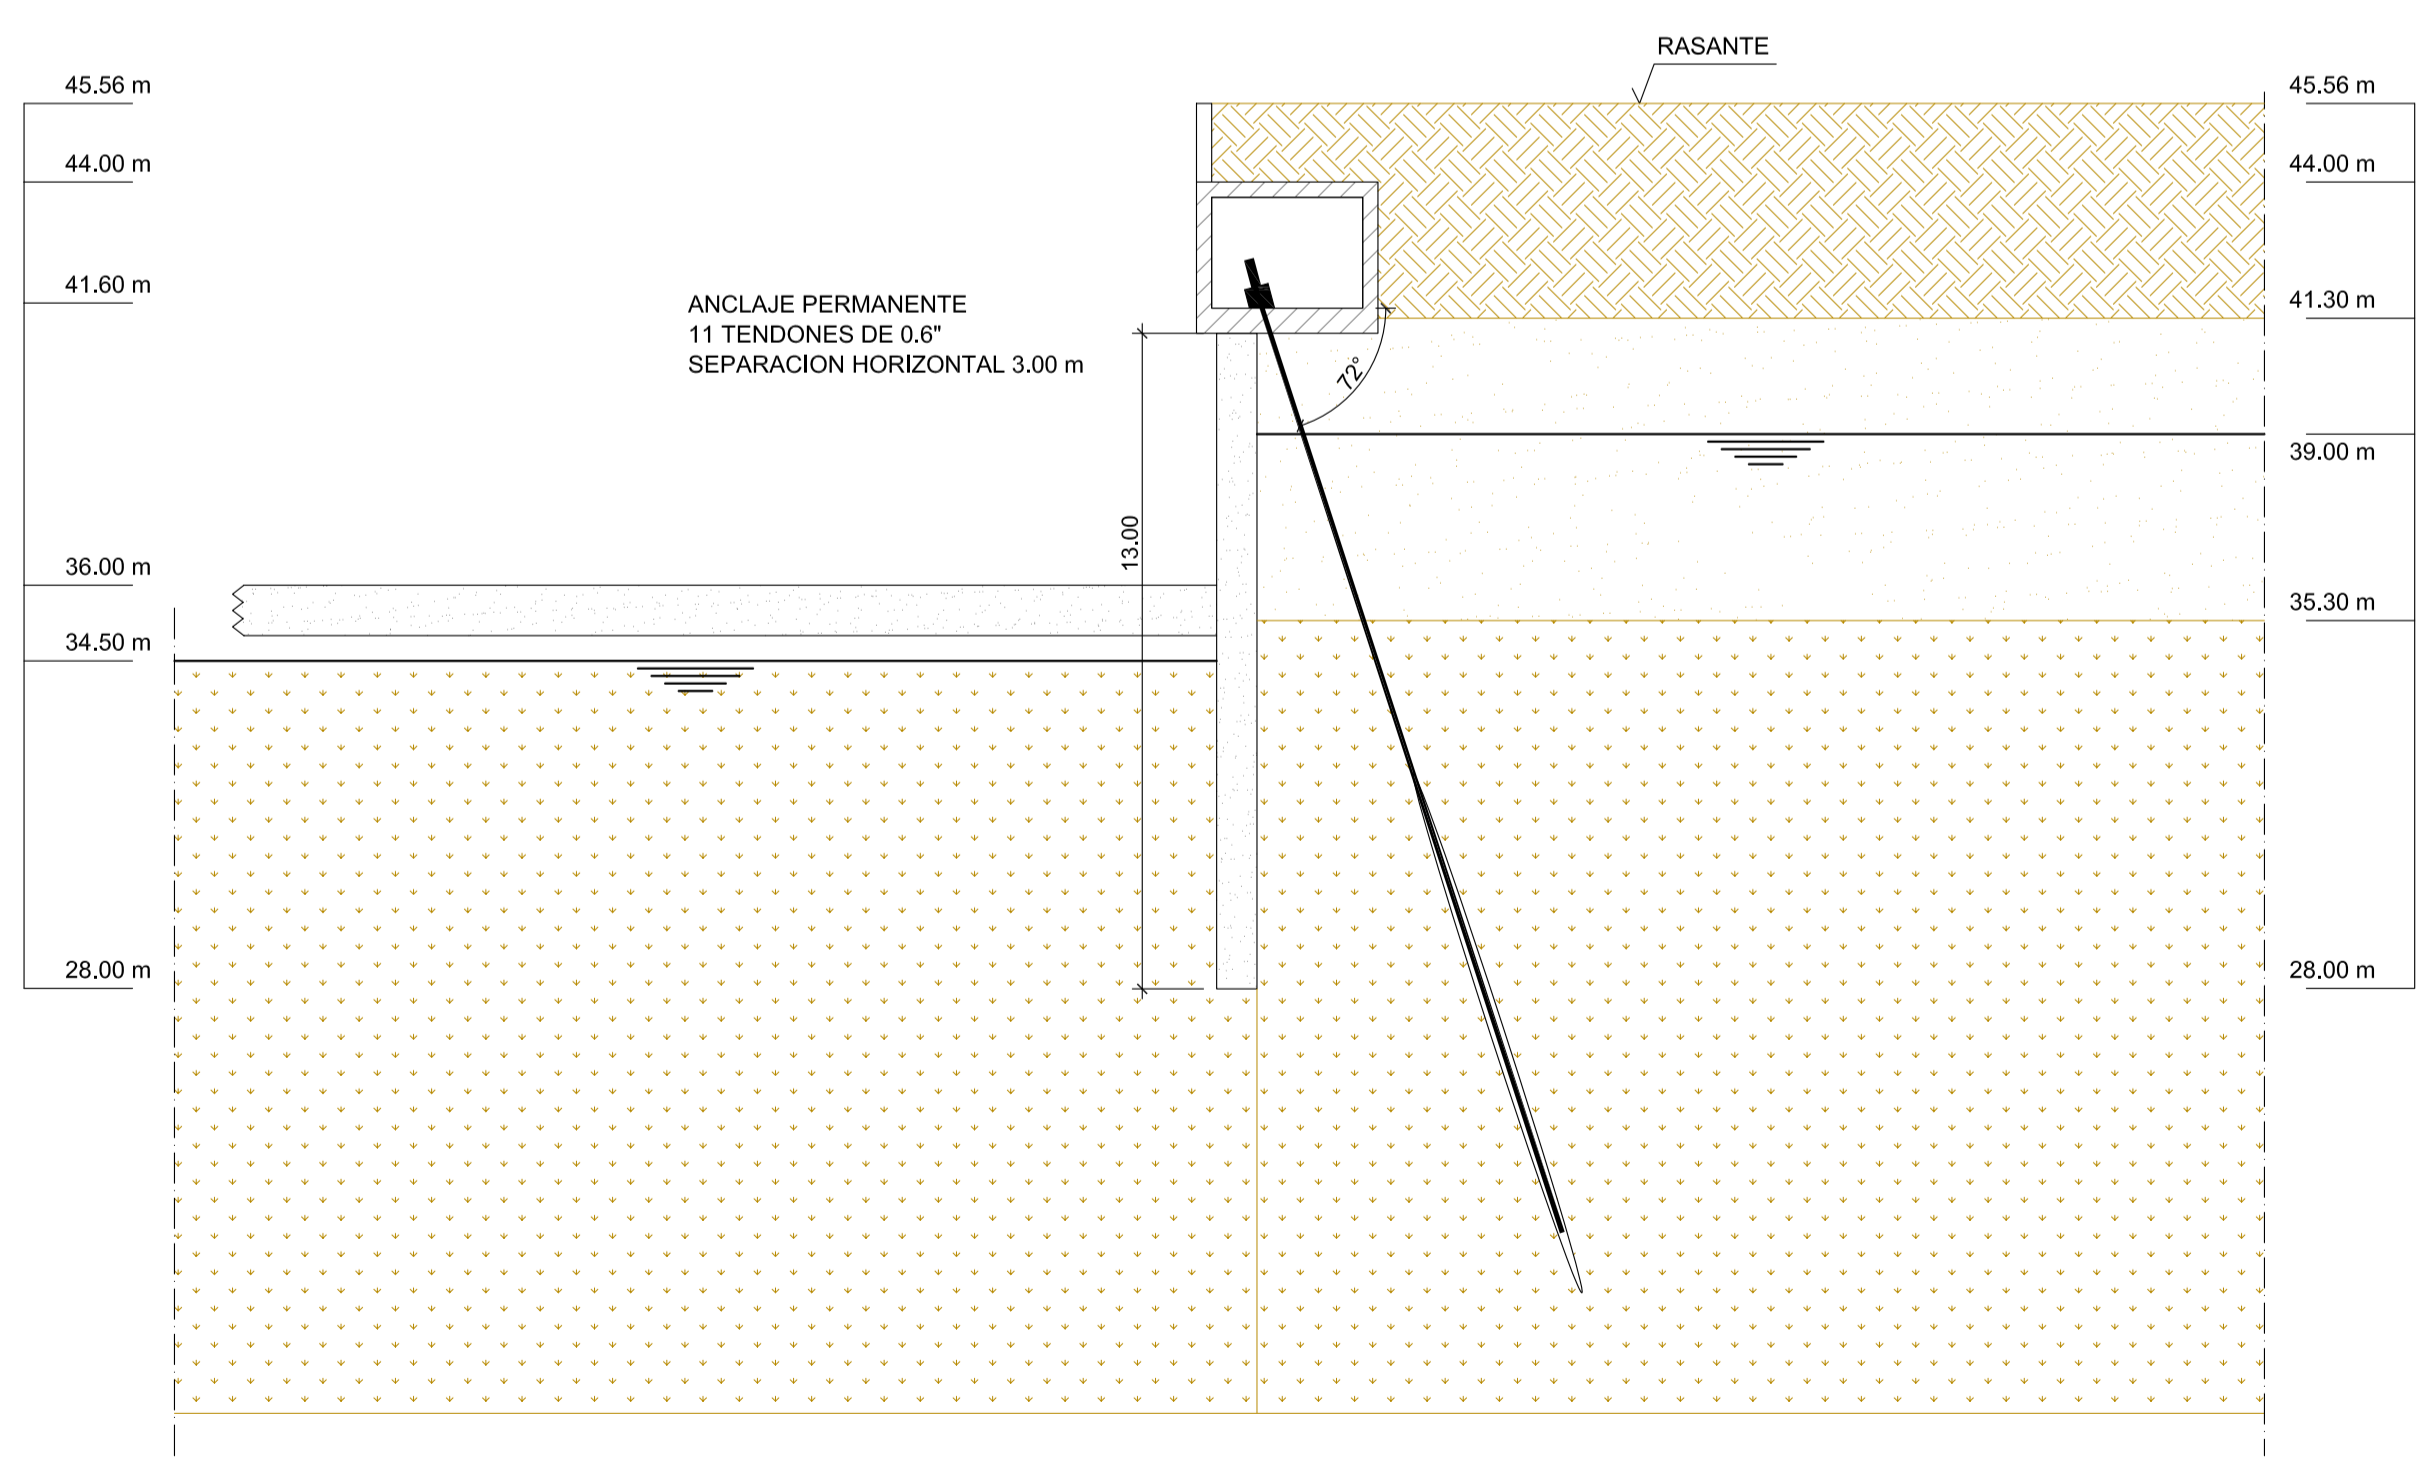 RASANTE
45.56 m
45.56 m
44.00 m
44.00 m
41.60 m
41.30 m
ANCLAJE PERMANENTE
11 TENDONES DE 0.6"
SEPARACION HORIZONTAL 3.00 m
72°
39.00 m
13.00
36.00 m
35.30 m
34.50 m
28.00 m
28.00 m